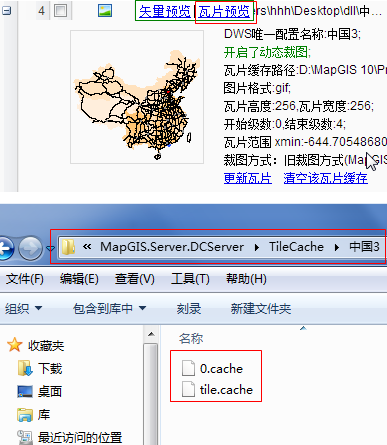 4
矢量预览 瓦片预览 rs\hhh\Desktop\dll\中
DWS唯一配置名称:中国3;
开启了动态裁图;
瓦片缓存路径:D:\MapGIS 10\Pr
图片格式:gif;
瓦片高度:256,瓦片宽度:256;
开始级数:0,结束级数:4;
瓦片范围 xmin:-644.70548680
裁图方式: 旧裁图方式(MapGIS
更新瓦片 清空该瓦片缓存
« MapGIS.Server.DCServer ▸ TileCache ▸ 中国3
文件(F) 编辑(E) 查看(V) 工具(T) 帮助(H)
组织 包含到库中 刻录 新建文件夹
名称
收藏夹
下载
桌面
库
最近访问的位置
0.cache
tile.cache